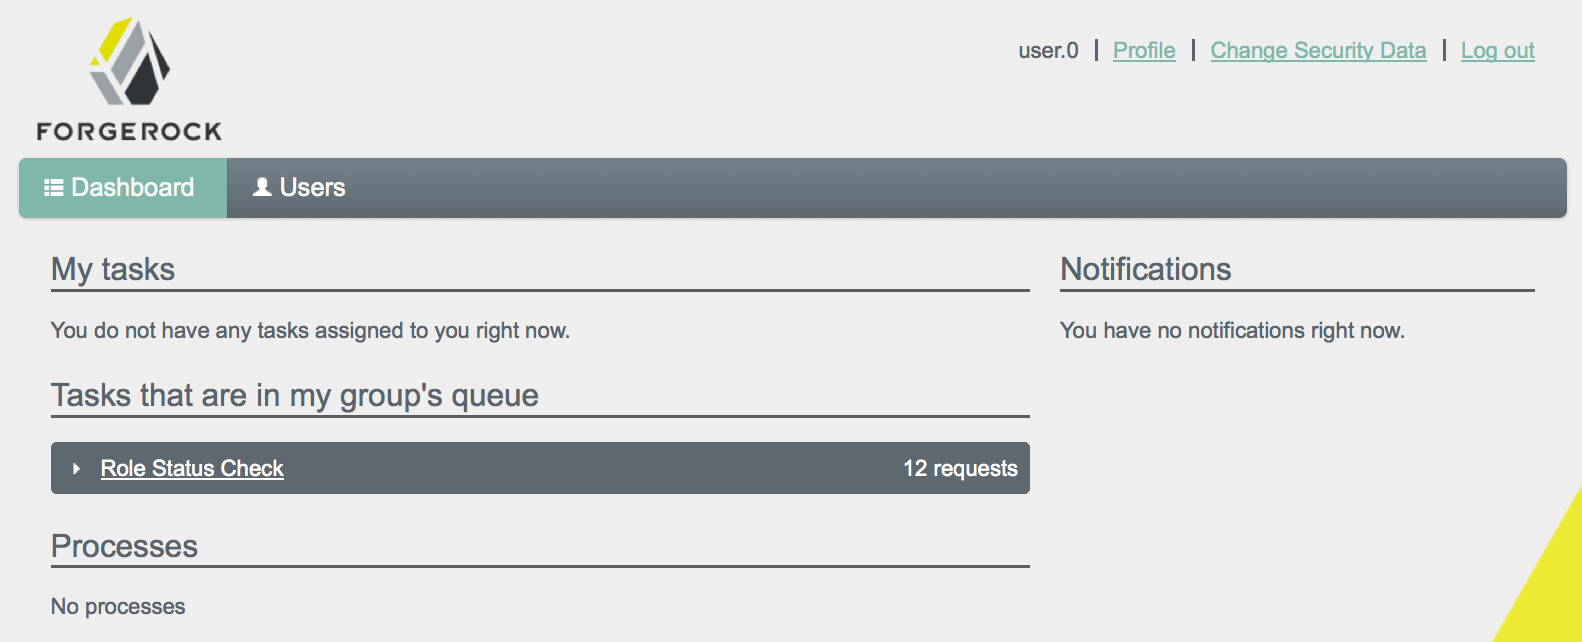 FORGEROCK
user.0 | Profile | Change Security Data | Log out
Dashboard Users
My tasks
You do not have any tasks assigned to you right now.
Tasks that are in my group's queue
Role Status Check 12 requests
Processes
No processes
Notifications
You have no notifications right now.